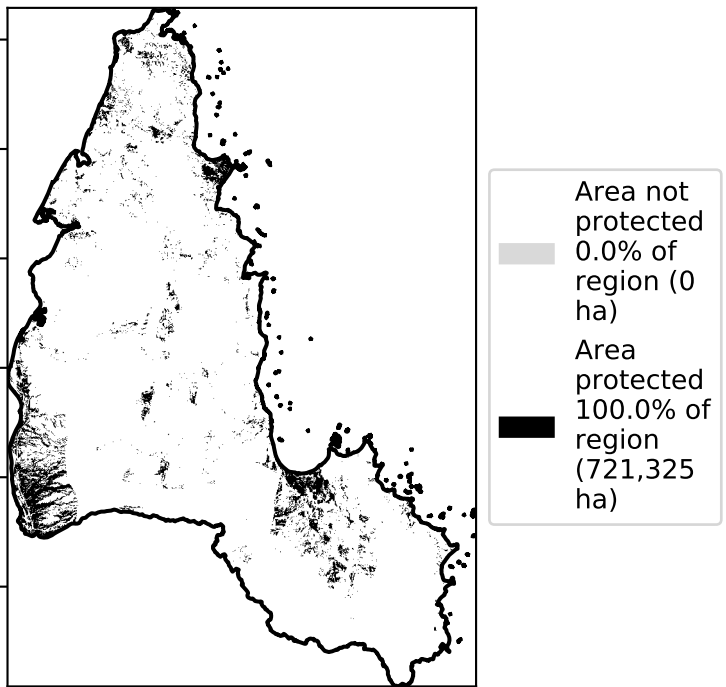 Area not
protected
0.0% of
region (0
ha)
Area
protected
100.0% of
region
(721,325
ha)